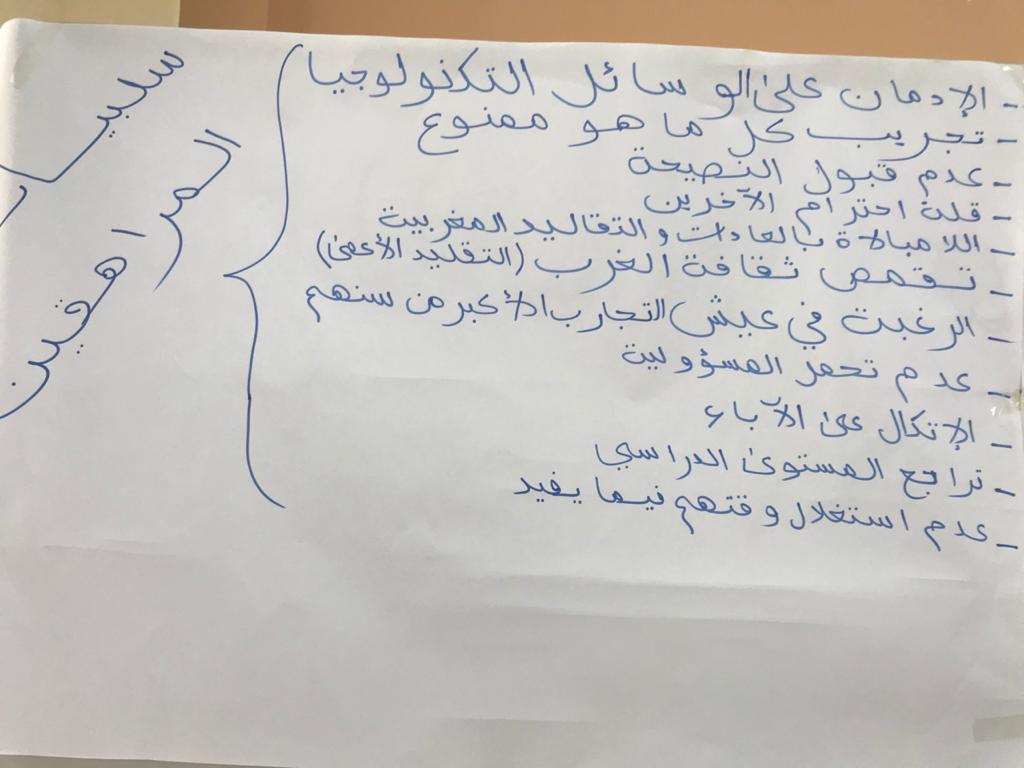 سلبيات
المراهقين
- الإدمان على الوسائل التكنولوجيا
- تجريب كل ما هو ممنوع
- عدم قبول النصيحة
- قلة احترام الآخرين
- اللامبالاة بالعادات والتقاليد المغربية
- تقمص ثقافة الغرب (التقليد الأعمى)
- الرغبة في عيش التجارب الأكبر من سنهم
- عدم تحمل المسؤولية
- الإتكال على الآباء
- تراجع المستوى الدراسي
- عدم استغلال وقتهم فيما يفيد